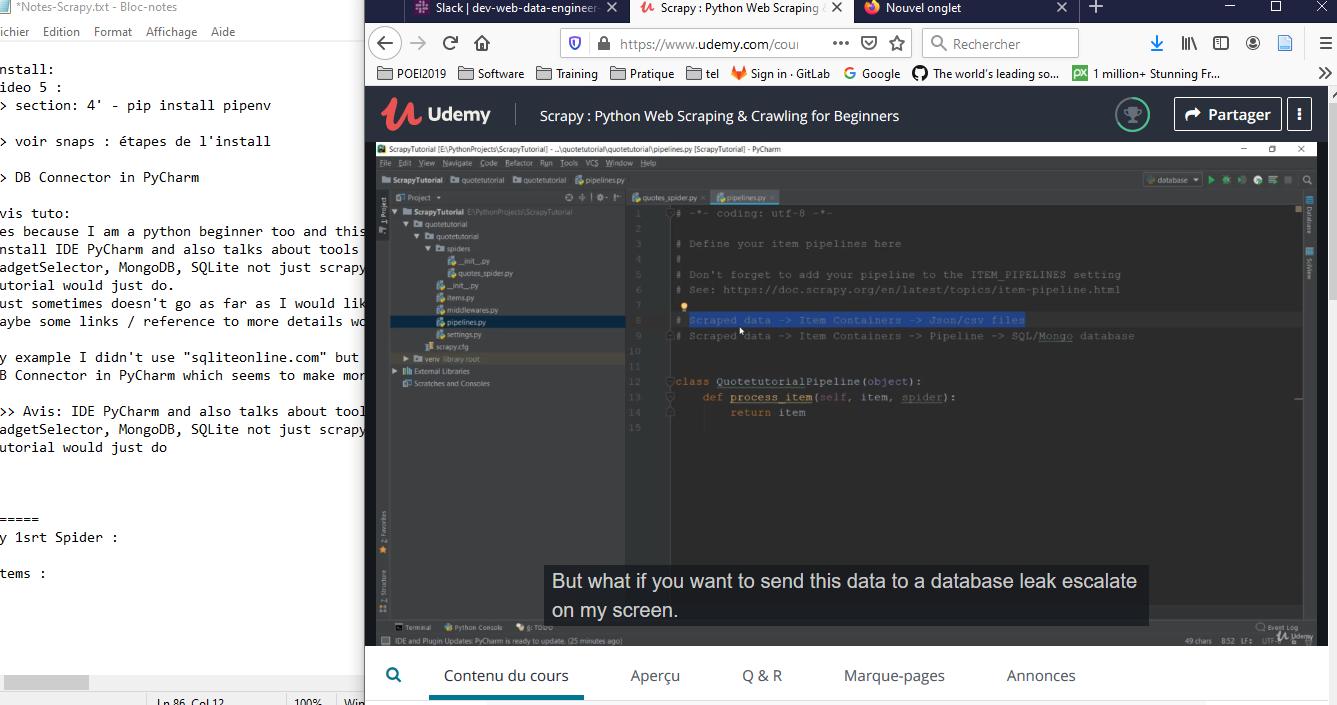 *Notes-Scrapy.txt - Bloc-notes
ichier Edition Format Affichage Aide
nstall:
ideo 5 :
> section: 4' - pip install pipenv
> voir snaps : étapes de l'install
> DB Connector in PyCharm
vis tuto:
es because I am a python beginner too and this
nstall IDE PyCharm and also talks about tools
adgetSelector, MongoDB, SQLite not just scrapy
utorial would just do.
ust sometimes doesn't go as far as I would lik
aybe some links / reference to more details wo
y example I didn't use "sqliteonline.com" but
B Connector in PyCharm which seems to make mor
>> Avis: IDE PyCharm and also talks about tool
adgetSelector, MongoDB, SQLite not just scrapy
utorial would just do
=====
y 1srt Spider :
tems :
Ln 86, Col 12 100% Win
Slack | dev-web-data-engineer- Scrapy : Python Web Scraping & Nouvel onglet
https://www.udemy.com/cour Rechercher
POEI2019 Software Training Pratique tel Sign in · GitLab Google The world's leading so... px 1 million+ Stunning Fr...
Udemy Scrapy : Python Web Scraping & Crawling for Beginners Partager
ScrapyTutorial [E:\PythonProjects\ScrapyTutorial] - ...\quotetutorial\quotetutorial\pipelines.py [ScrapyTutorial] - PyCharm
File Edit View Navigate Code Refactor Run Tools VCS Window Help
ScrapyTutorial quotetutorial quotetutorial pipelines.py database
Project quotes_spider.py pipelines.py
1: Project
ScrapyTutorial E:\PythonProjects\ScrapyTutorial
quotetutorial
quotetutorial
spiders
__init__.py
quotes_spider.py
__init__.py
items.py
middlewares.py
pipelines.py
settings.py
scrapy.cfg
venv library root
External Libraries
Scratches and Consoles
1 # -*- coding: utf-8 -*-
2
3 # Define your item pipelines here
4 #
5 # Don't forget to add your pipeline to the ITEM_PIPELINES setting
6 # See: https://doc.scrapy.org/en/latest/topics/item-pipeline.html
7
8 # Scraped data -> Item Containers -> Json/csv files
9 # Scraped data -> Item Containers -> Pipeline -> SQL/Mongo database
10
11
12 class QuotetutorialPipeline(object):
13 def process_item(self, item, spider):
14 return item
15
Database
SciView
2: Favorites
Z: Structure
But what if you want to send this data to a database leak escalate
on my screen.
Terminal Python Console 6: TODO Event Log
IDE and Plugin Updates: PyCharm is ready to update. (25 minutes ago) 49 chars 8:52 LF÷ UTF-8
Udemy
Contenu du cours Aperçu Q & R Marque-pages Annonces